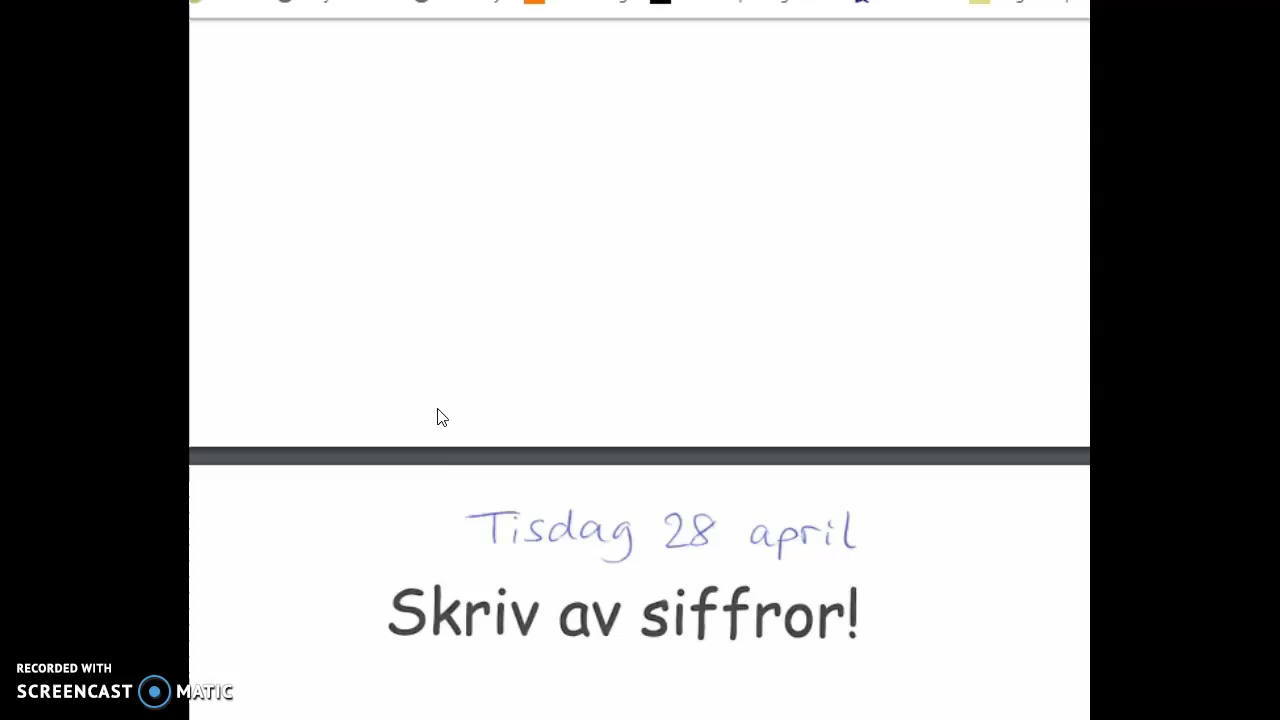 Tisdag 28 april
Skriv av siffror!
RECORDED WITH
SCREENCAST MATIC